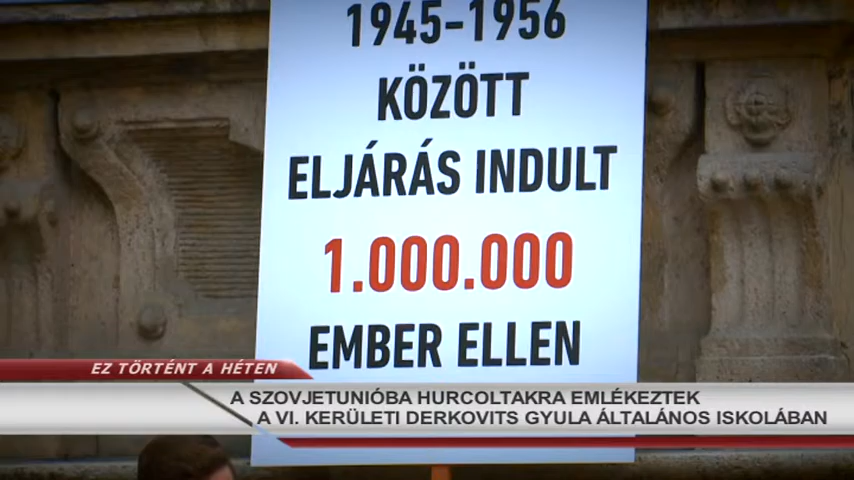 1945-1956
KÖZÖTT
ELJÁRÁS INDULT
1.000.000
EMBER ELLEN
EZ TÖRTÉNT A HÉTEN
A SZOVJETUNIÓBA HURCOLTAKRA EMLÉKEZTEK
A VI. KERÜLETI DERKOVITS GYULA ÁLTALÁNOS ISKOLÁBAN